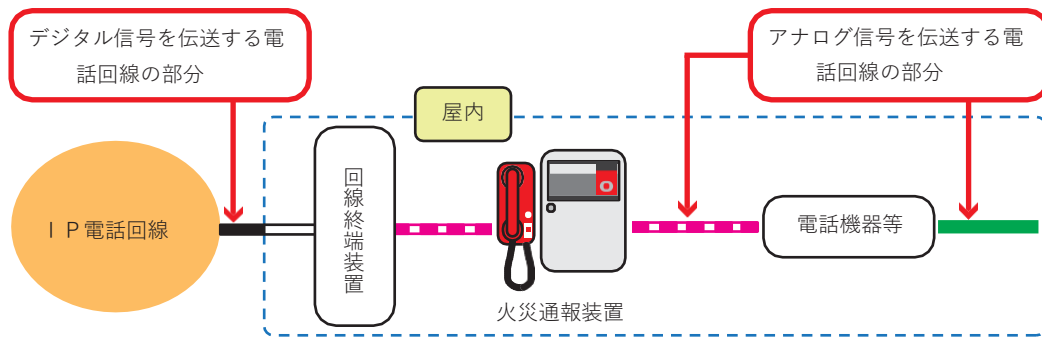 デジタル信号を伝送する電
話回線の部分
アナログ信号を伝送する電
話回線の部分
屋内
ＩＰ電話回線
回線終端装置
電話機器等
火災通報装置